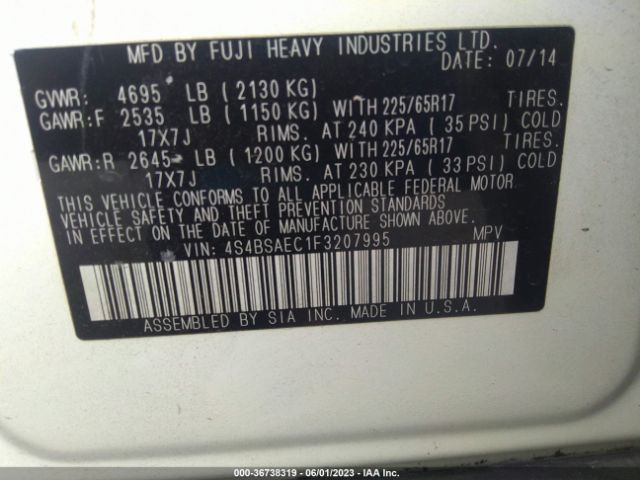 MFD BY FUJI HEAVY INDUSTRIES LTD.
DATE: 07/14
GVWR: 4695 LB ( 2130 KG)
GAWR:F 2535 LB ( 1150 KG) WITH 225/65R17 TIRES.
17X7J RIMS. AT 240 KPA ( 35 PSI) COLD
GAWR:R 2645 LB ( 1200 KG) WITH 225/65R17 TIRES.
17X7J RIMS. AT 230 KPA ( 33 PSI) COLD
THIS VEHICLE CONFORMS TO ALL APPLICABLE FEDERAL MOTOR
VEHICLE SAFETY AND THEFT PREVENTION STANDARDS
IN EFFECT ON THE DATE OF MANUFACTURE SHOWN ABOVE.
VIN: 4S4BSAEC1F3207995 MPV
ASSEMBLED BY SIA INC. MADE IN U.S.A.
000-36738319 - 06/01/2023 - IAA Inc.